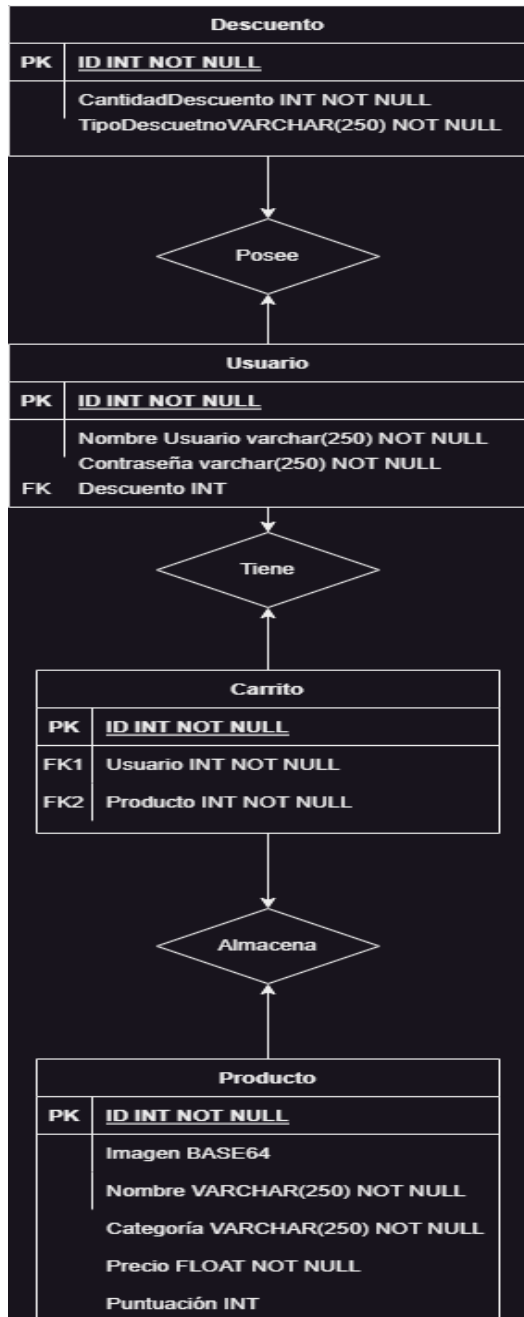 Descuento
PK ID INT NOT NULL
CantidadDescuento INT NOT NULL
TipoDescuetnoVARCHAR(250) NOT NULL
Posee
Usuario
PK ID INT NOT NULL
Nombre Usuario varchar(250) NOT NULL
Contraseña varchar(250) NOT NULL
FK Descuento INT
Tiene
Carrito
PK ID INT NOT NULL
FK1 Usuario INT NOT NULL
FK2 Producto INT NOT NULL
Almacena
Producto
PK ID INT NOT NULL
Imagen BASE64
Nombre VARCHAR(250) NOT NULL
Categoría VARCHAR(250) NOT NULL
Precio FLOAT NOT NULL
Puntuación INT